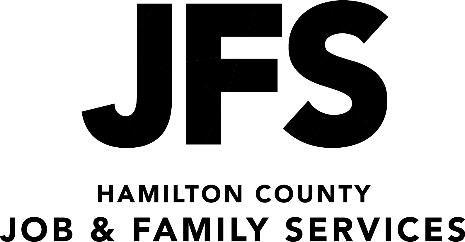 JFS
HAMILTON COUNTY
JOB & FAMILY SERVICES